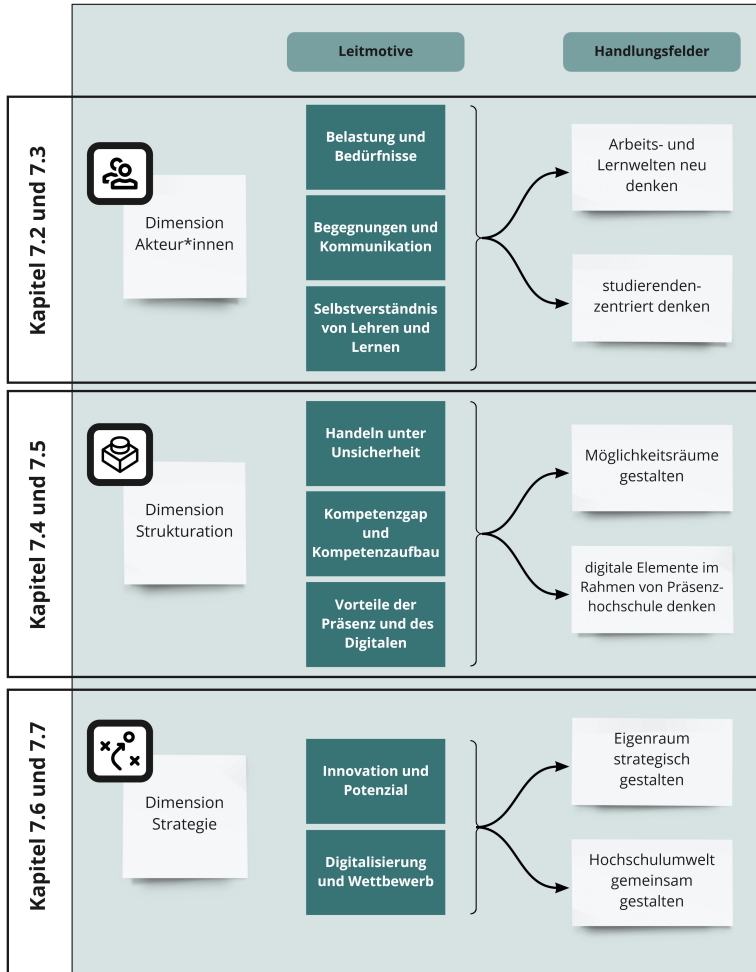 Leitmotive
Handlungsfelder
Kapitel 7.2 und 7.3
Dimension
Akteur*innen
Belastung und
Bedürfnisse
Begegnungen und
Kommunikation
Selbstverständnis
von Lehren und
Lernen
Arbeits- und
Lernwelten neu
denken
studierenden-
zentriert denken
Kapitel 7.4 und 7.5
Dimension
Strukturation
Handeln unter
Unsicherheit
Kompetenzgap
und
Kompetenzaufbau
Vorteile der
Präsenz und des
Digitalen
Möglichkeitsräume
gestalten
digitale Elemente im
Rahmen von Präsenz-
hochschule denken
Kapitel 7.6 und 7.7
Dimension
Strategie
Innovation und
Potenzial
Digitalisierung
und Wettbewerb
Eigenraum
strategisch
gestalten
Hochschulumwelt
gemeinsam
gestalten